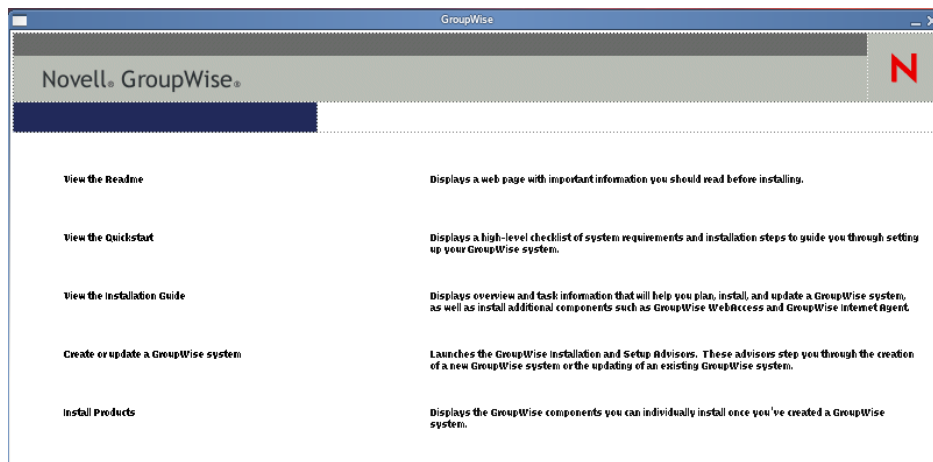 GroupWise
Novell® GroupWise®
N
View the Readme
Displays a web page with important information you should read before installing.
View the Quickstart
Displays a high-level checklist of system requirements and installation steps to guide you through setting
up your GroupWise system.
View the Installation Guide
Displays overview and task information that will help you plan, install, and update a GroupWise system,
as well as install additional components such as GroupWise WebAccess and GroupWise Internet Agent.
Create or update a GroupWise system
Launches the GroupWise Installation and Setup Advisors. These advisors step you through the creation
of a new GroupWise system or the updating of an existing GroupWise system.
Install Products
Displays the GroupWise components you can individually install once you've created a GroupWise
system.